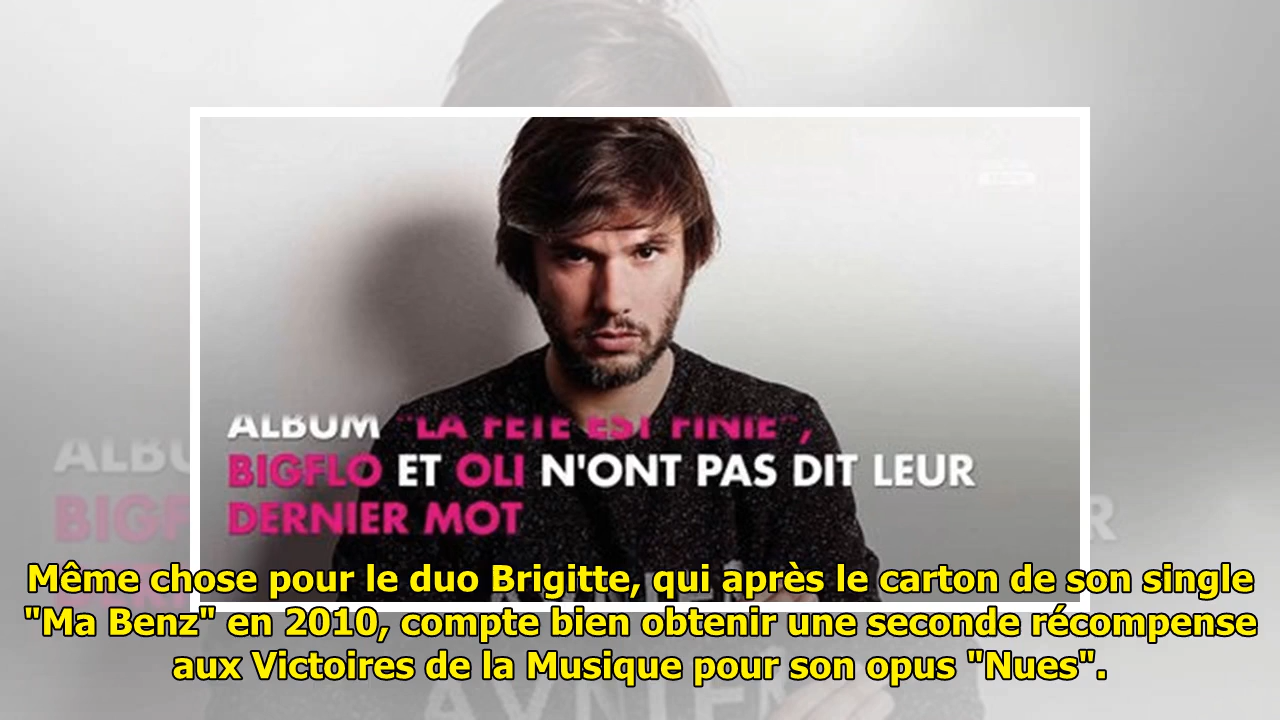 ALBUM "LA FÊTE EST FINIE",
BIGFLO ET OLI N'ONT PAS DIT LEUR
DERNIER MOT
Même chose pour le duo Brigitte, qui après le carton de son single
"Ma Benz" en 2010, compte bien obtenir une seconde récompense
aux Victoires de la Musique pour son opus "Nues".